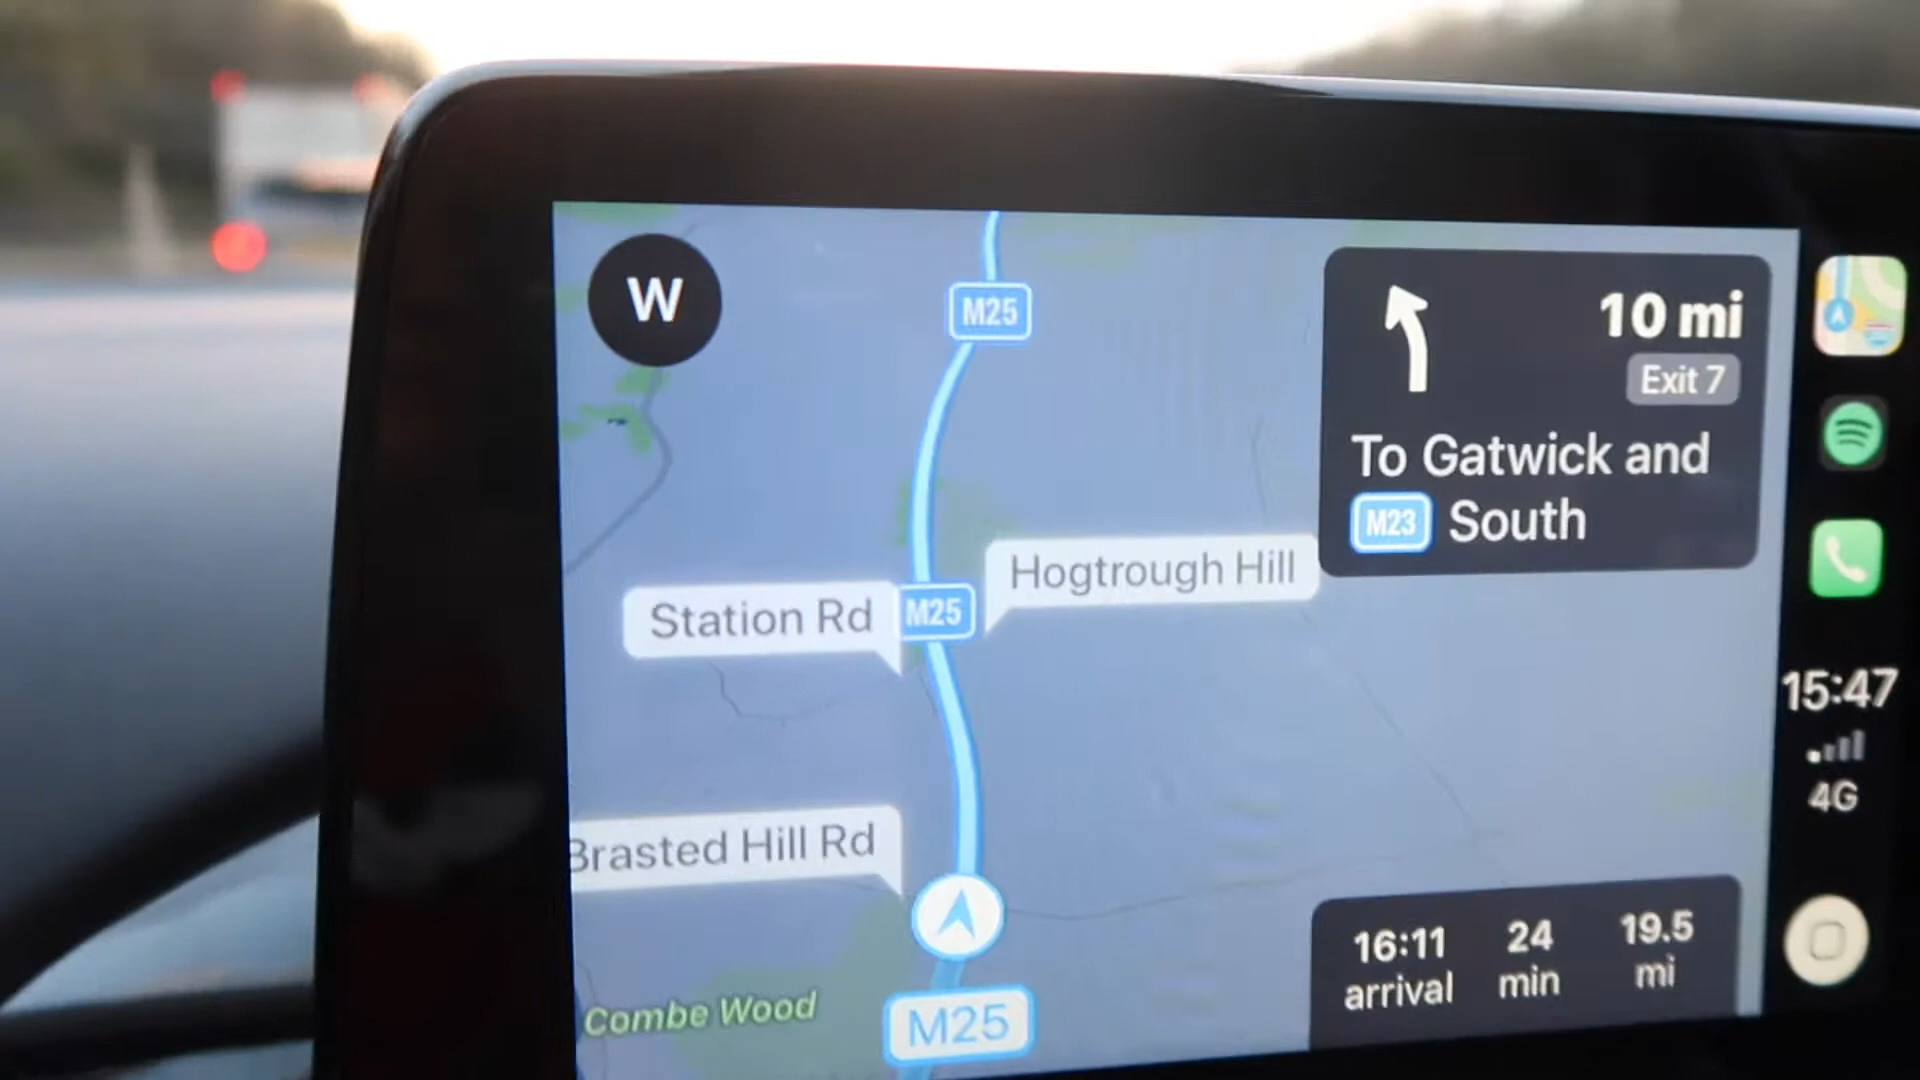 W
M25
10 mi
Exit 7
To Gatwick and
M23 South
Hogtrough Hill
Station Rd
M25
15:47
4G
Brasted Hill Rd
16:11 24 19.5
arrival min mi
Combe Wood
M25